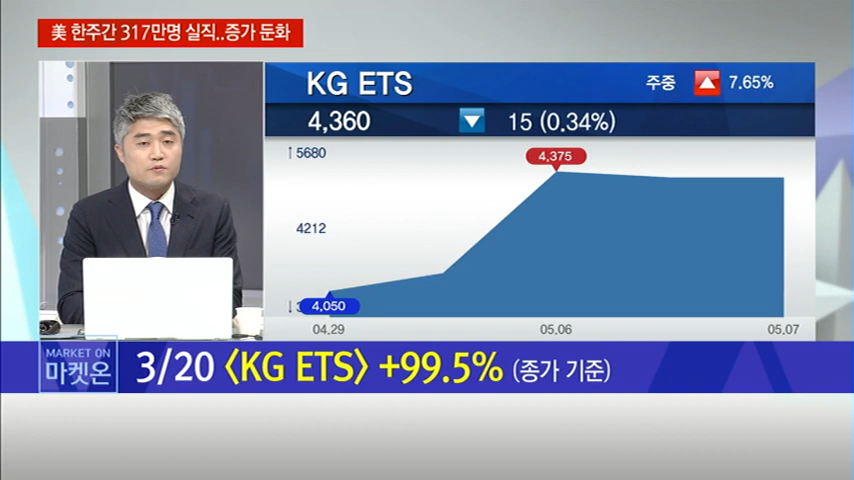 美 한주간 317만명 실직..증가 둔화
KG ETS
주중 ▲ 7.65%
4,360 ▼ 15 (0.34%)
↑5680
4,375
4212
4,050
04.29 05.06 05.07
MARKET ON
마켓온
3/20 〈KG ETS〉 +99.5% (종가 기준)